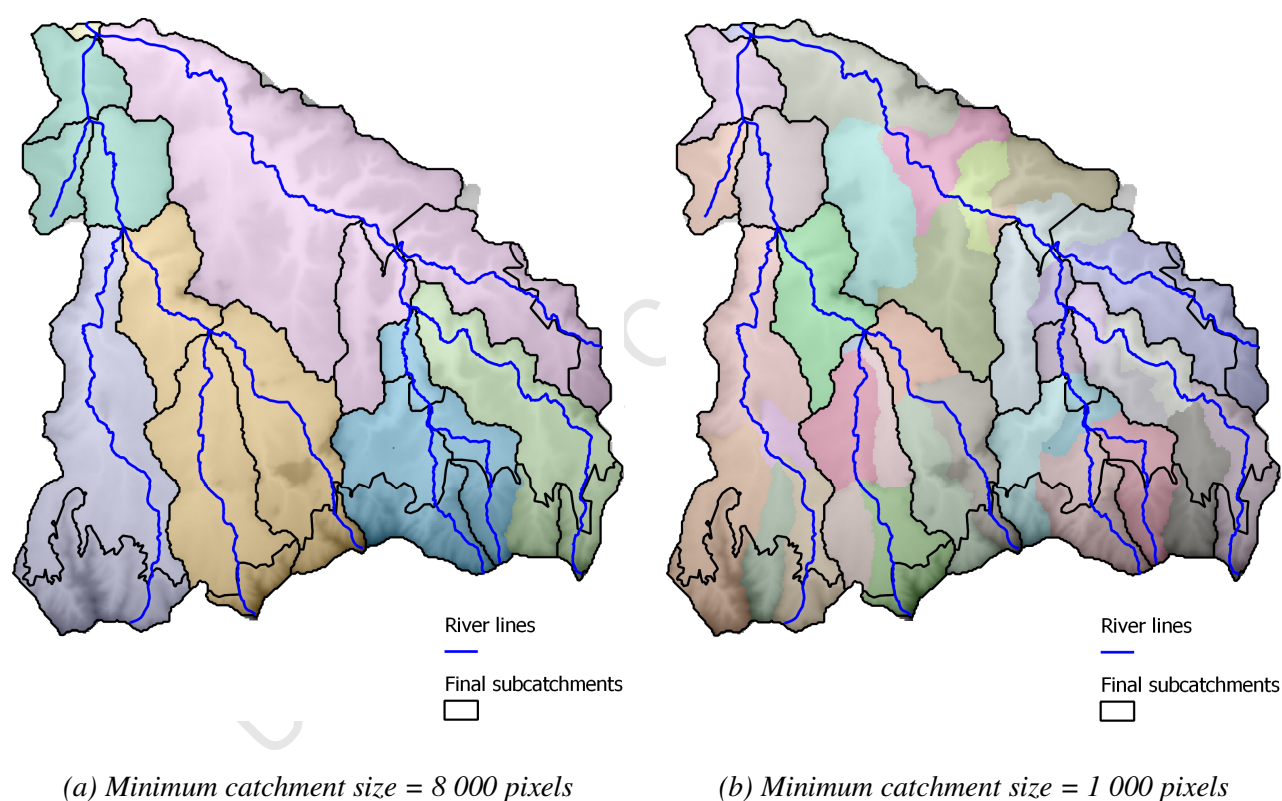 River lines
Final subcatchments
River lines
Final subcatchments
(a) Minimum catchment size = 8 000 pixels
(b) Minimum catchment size = 1 000 pixels